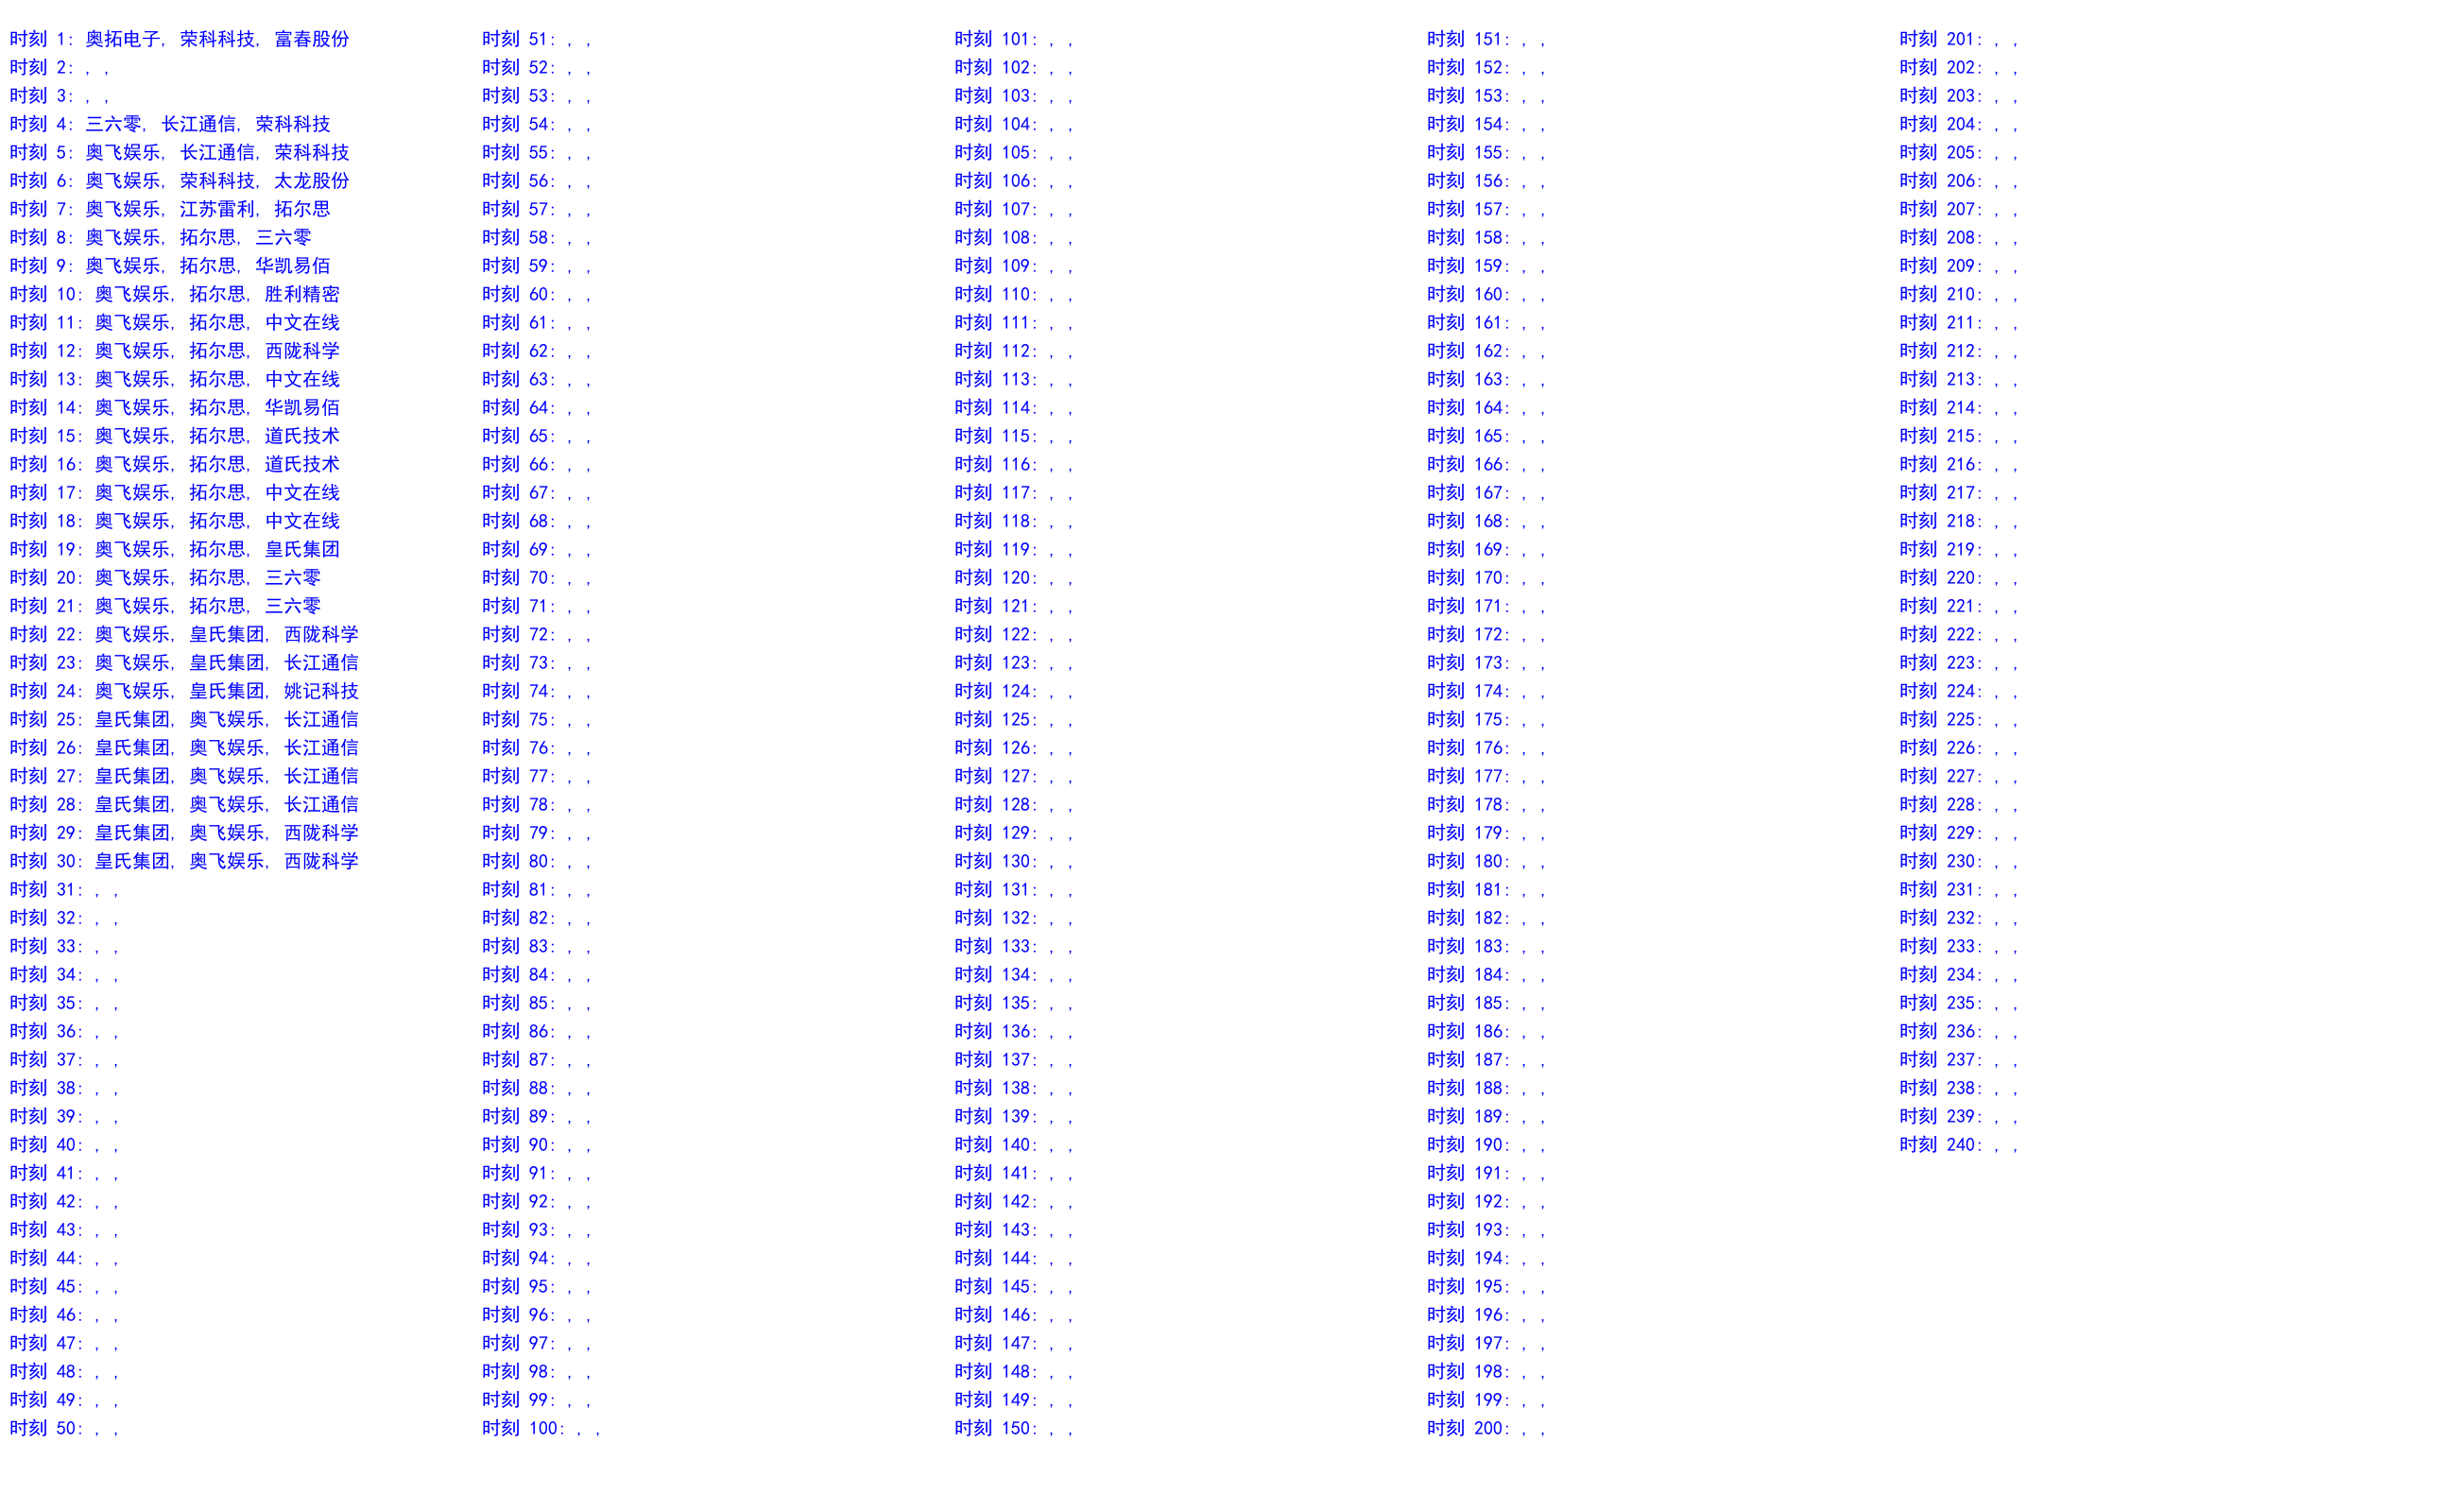 时刻 1: 奥拓电子, 荣科科技, 富春股份
时刻 2: , ,
时刻 3: , ,
时刻 4: 三六零, 长江通信, 荣科科技
时刻 5: 奥飞娱乐, 长江通信, 荣科科技
时刻 6: 奥飞娱乐, 荣科科技, 太龙股份
时刻 7: 奥飞娱乐, 江苏雷利, 拓尔思
时刻 8: 奥飞娱乐, 拓尔思, 三六零
时刻 9: 奥飞娱乐, 拓尔思, 华凯易佰
时刻 10: 奥飞娱乐, 拓尔思, 胜利精密
时刻 11: 奥飞娱乐, 拓尔思, 中文在线
时刻 12: 奥飞娱乐, 拓尔思, 西陇科学
时刻 13: 奥飞娱乐, 拓尔思, 中文在线
时刻 14: 奥飞娱乐, 拓尔思, 华凯易佰
时刻 15: 奥飞娱乐, 拓尔思, 道氏技术
时刻 16: 奥飞娱乐, 拓尔思, 道氏技术
时刻 17: 奥飞娱乐, 拓尔思, 中文在线
时刻 18: 奥飞娱乐, 拓尔思, 中文在线
时刻 19: 奥飞娱乐, 拓尔思, 皇氏集团
时刻 20: 奥飞娱乐, 拓尔思, 三六零
时刻 21: 奥飞娱乐, 拓尔思, 三六零
时刻 22: 奥飞娱乐, 皇氏集团, 西陇科学
时刻 23: 奥飞娱乐, 皇氏集团, 长江通信
时刻 24: 奥飞娱乐, 皇氏集团, 姚记科技
时刻 25: 皇氏集团, 奥飞娱乐, 长江通信
时刻 26: 皇氏集团, 奥飞娱乐, 长江通信
时刻 27: 皇氏集团, 奥飞娱乐, 长江通信
时刻 28: 皇氏集团, 奥飞娱乐, 长江通信
时刻 29: 皇氏集团, 奥飞娱乐, 西陇科学
时刻 30: 皇氏集团, 奥飞娱乐, 西陇科学
时刻 31: , ,
时刻 32: , ,
时刻 33: , ,
时刻 34: , ,
时刻 35: , ,
时刻 36: , ,
时刻 37: , ,
时刻 38: , ,
时刻 39: , ,
时刻 40: , ,
时刻 41: , ,
时刻 42: , ,
时刻 43: , ,
时刻 44: , ,
时刻 45: , ,
时刻 46: , ,
时刻 47: , ,
时刻 48: , ,
时刻 49: , ,
时刻 50: , ,
时刻 51: , ,
时刻 52: , ,
时刻 53: , ,
时刻 54: , ,
时刻 55: , ,
时刻 56: , ,
时刻 57: , ,
时刻 58: , ,
时刻 59: , ,
时刻 60: , ,
时刻 61: , ,
时刻 62: , ,
时刻 63: , ,
时刻 64: , ,
时刻 65: , ,
时刻 66: , ,
时刻 67: , ,
时刻 68: , ,
时刻 69: , ,
时刻 70: , ,
时刻 71: , ,
时刻 72: , ,
时刻 73: , ,
时刻 74: , ,
时刻 75: , ,
时刻 76: , ,
时刻 77: , ,
时刻 78: , ,
时刻 79: , ,
时刻 80: , ,
时刻 81: , ,
时刻 82: , ,
时刻 83: , ,
时刻 84: , ,
时刻 85: , ,
时刻 86: , ,
时刻 87: , ,
时刻 88: , ,
时刻 89: , ,
时刻 90: , ,
时刻 91: , ,
时刻 92: , ,
时刻 93: , ,
时刻 94: , ,
时刻 95: , ,
时刻 96: , ,
时刻 97: , ,
时刻 98: , ,
时刻 99: , ,
时刻 100: , ,
时刻 101: , ,
时刻 102: , ,
时刻 103: , ,
时刻 104: , ,
时刻 105: , ,
时刻 106: , ,
时刻 107: , ,
时刻 108: , ,
时刻 109: , ,
时刻 110: , ,
时刻 111: , ,
时刻 112: , ,
时刻 113: , ,
时刻 114: , ,
时刻 115: , ,
时刻 116: , ,
时刻 117: , ,
时刻 118: , ,
时刻 119: , ,
时刻 120: , ,
时刻 121: , ,
时刻 122: , ,
时刻 123: , ,
时刻 124: , ,
时刻 125: , ,
时刻 126: , ,
时刻 127: , ,
时刻 128: , ,
时刻 129: , ,
时刻 130: , ,
时刻 131: , ,
时刻 132: , ,
时刻 133: , ,
时刻 134: , ,
时刻 135: , ,
时刻 136: , ,
时刻 137: , ,
时刻 138: , ,
时刻 139: , ,
时刻 140: , ,
时刻 141: , ,
时刻 142: , ,
时刻 143: , ,
时刻 144: , ,
时刻 145: , ,
时刻 146: , ,
时刻 147: , ,
时刻 148: , ,
时刻 149: , ,
时刻 150: , ,
时刻 151: , ,
时刻 152: , ,
时刻 153: , ,
时刻 154: , ,
时刻 155: , ,
时刻 156: , ,
时刻 157: , ,
时刻 158: , ,
时刻 159: , ,
时刻 160: , ,
时刻 161: , ,
时刻 162: , ,
时刻 163: , ,
时刻 164: , ,
时刻 165: , ,
时刻 166: , ,
时刻 167: , ,
时刻 168: , ,
时刻 169: , ,
时刻 170: , ,
时刻 171: , ,
时刻 172: , ,
时刻 173: , ,
时刻 174: , ,
时刻 175: , ,
时刻 176: , ,
时刻 177: , ,
时刻 178: , ,
时刻 179: , ,
时刻 180: , ,
时刻 181: , ,
时刻 182: , ,
时刻 183: , ,
时刻 184: , ,
时刻 185: , ,
时刻 186: , ,
时刻 187: , ,
时刻 188: , ,
时刻 189: , ,
时刻 190: , ,
时刻 191: , ,
时刻 192: , ,
时刻 193: , ,
时刻 194: , ,
时刻 195: , ,
时刻 196: , ,
时刻 197: , ,
时刻 198: , ,
时刻 199: , ,
时刻 200: , ,
时刻 201: , ,
时刻 202: , ,
时刻 203: , ,
时刻 204: , ,
时刻 205: , ,
时刻 206: , ,
时刻 207: , ,
时刻 208: , ,
时刻 209: , ,
时刻 210: , ,
时刻 211: , ,
时刻 212: , ,
时刻 213: , ,
时刻 214: , ,
时刻 215: , ,
时刻 216: , ,
时刻 217: , ,
时刻 218: , ,
时刻 219: , ,
时刻 220: , ,
时刻 221: , ,
时刻 222: , ,
时刻 223: , ,
时刻 224: , ,
时刻 225: , ,
时刻 226: , ,
时刻 227: , ,
时刻 228: , ,
时刻 229: , ,
时刻 230: , ,
时刻 231: , ,
时刻 232: , ,
时刻 233: , ,
时刻 234: , ,
时刻 235: , ,
时刻 236: , ,
时刻 237: , ,
时刻 238: , ,
时刻 239: , ,
时刻 240: , ,